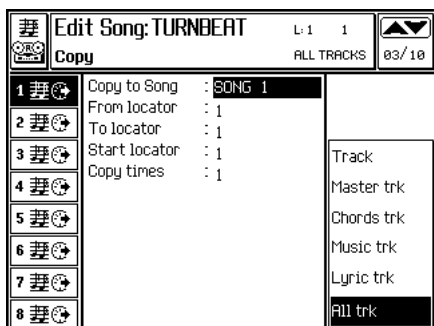 Edit Song: TURNBEAT L: 1 1
Copy ALL TRACKS 03/10
Copy to Song : SONG 1
From locator : 1
To locator : 1
Start locator : 1
Copy times : 1
1
2
3
4
5
6
7
8
Track
Master trk
Chords trk
Music trk
Lyric trk
All trk